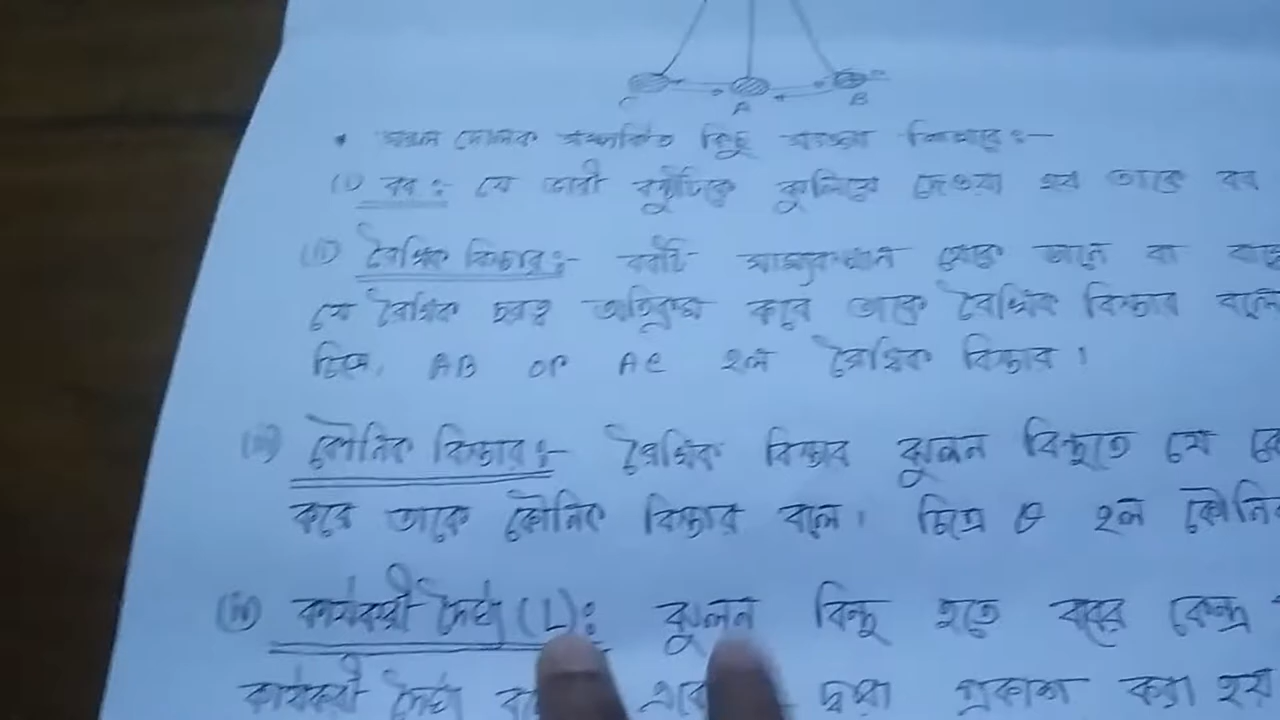 C A B
* সরল দোলক সম্পর্কিত কিছু
(i) বব :- যে ভারী বস্তুটিকে ঝুলিয়ে দেওয়া হয় তাকে বব
(ii) রৈখিক বিস্তার :- ববটি সাম্যাবস্থান থেকে ডানে বা
যে রৈখিক দূরত্ব অতিক্রম করে তাকে রৈখিক বিস্তার বলে
চিত্রে, AB or AC হল রৈখিক বিস্তার।
(iii) কৌনিক বিস্তার :- রৈখিক বিস্তার ঝুলন বিন্দুতে যে
করে তাকে কৌনিক বিস্তার বলে। চিত্রে θ হল কৌনিক
(iv) কার্যকরী দৈর্ঘ্য (L) : ঝুলন বিন্দু হতে ববের কেন্দ্র
কার্যকরী দৈর্ঘ্য দ্বারা প্রকাশ করা হয়